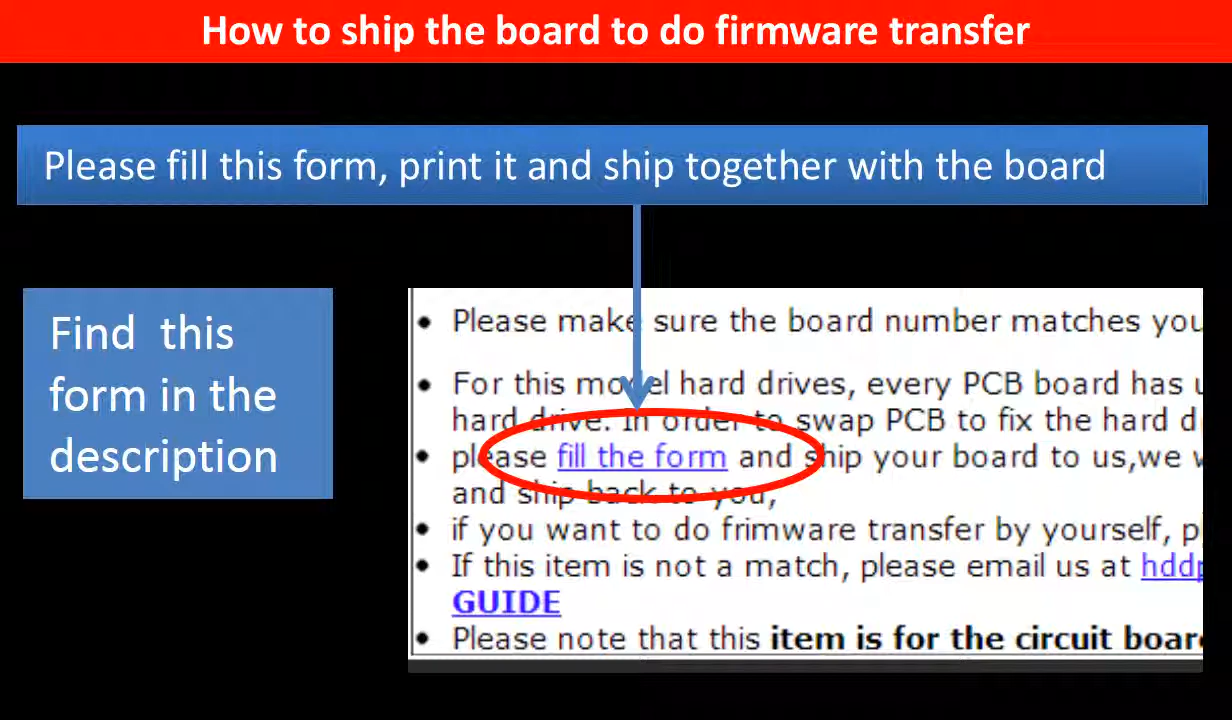 How to ship the board to do firmware transfer
Please fill this form, print it and ship together with the board
Find this
form in the
description
Please make sure the board number matches
For this model hard drives, every PCB board has
hard drive. In order to swap PCB to fix the hard
please fill the form and ship your board to us,we
and ship back to you,
if you want to do frimware transfer by yourself,
If this item is not a match, please email us at
GUIDE
Please note that this item is for the circuit